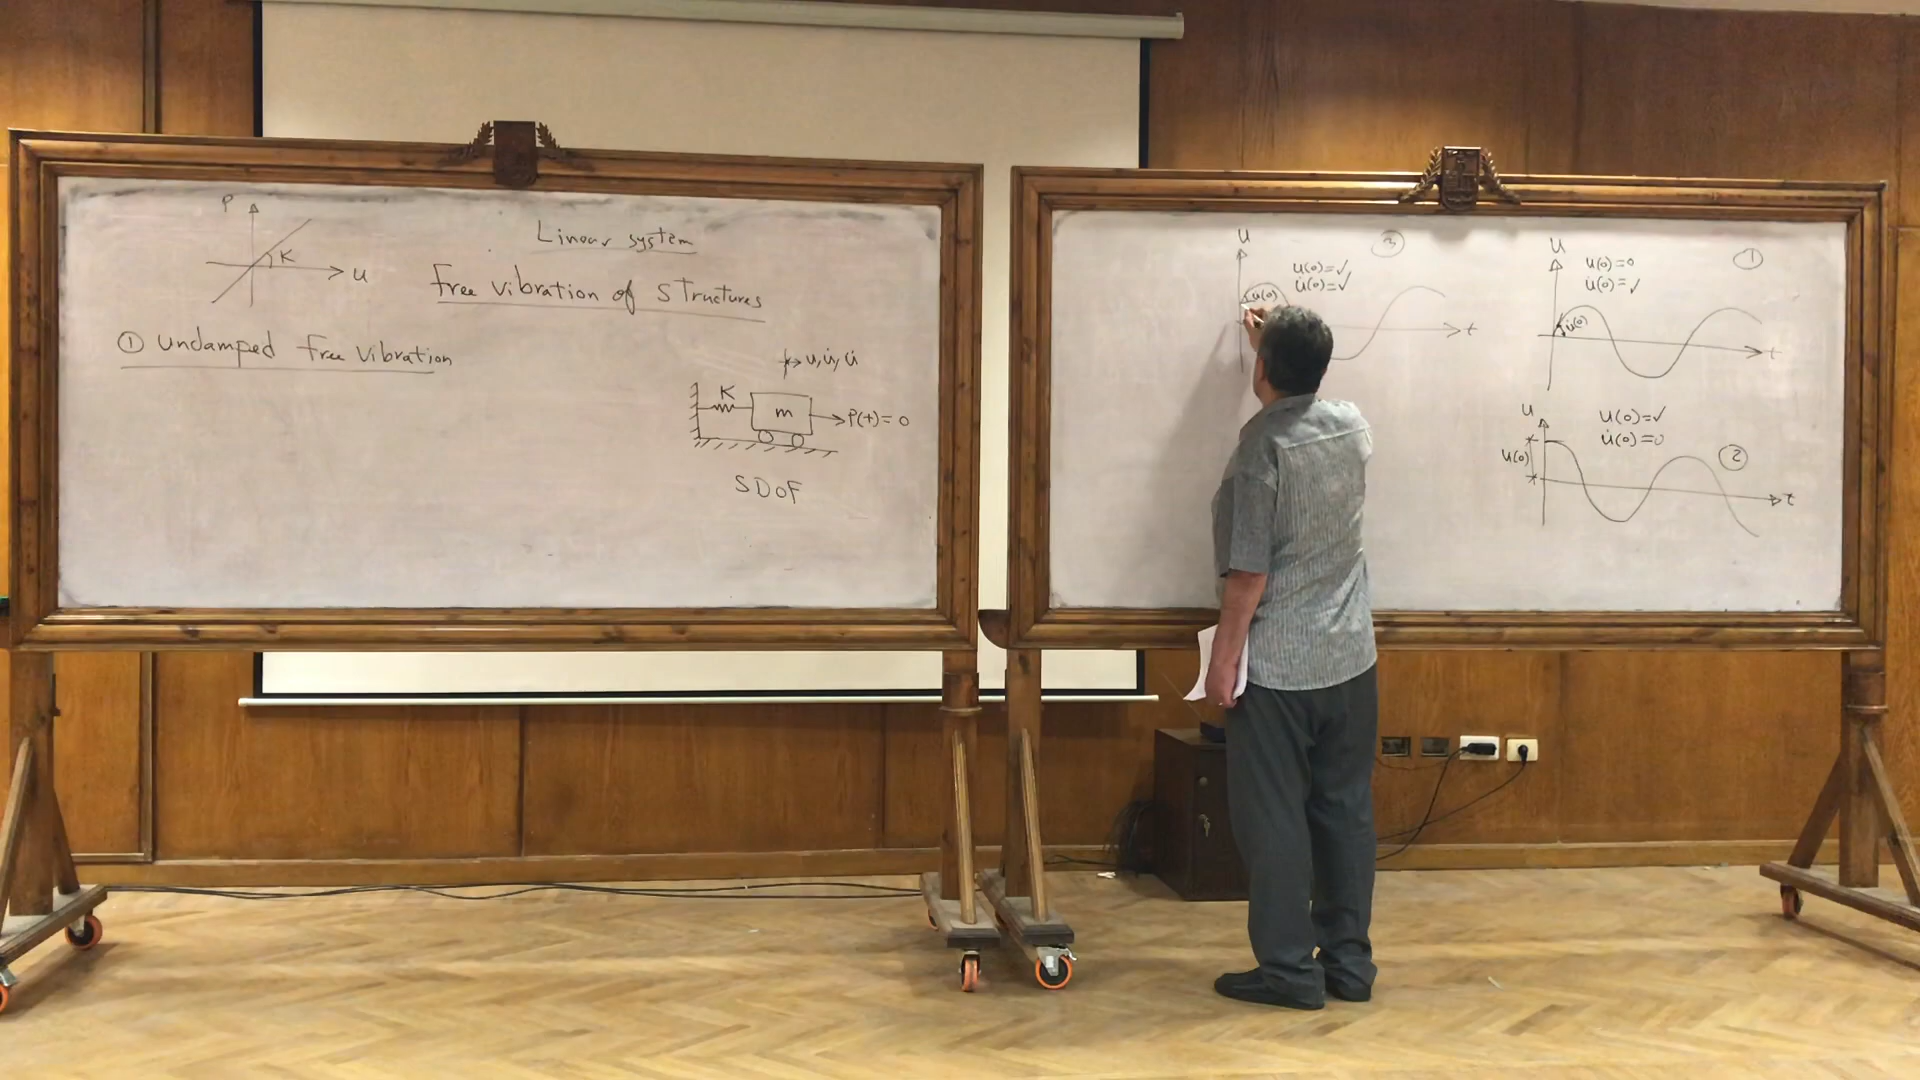 P
K
u
Linear system
free vibration of structures
① undamped free vibration
u, u̇, ü
K
m
P(t) = 0
SDOF
u
③
u(0)=✓
u̇(0)=✓
u̇(0)
t
u
①
u(0)=0
u̇(0)=✓
u̇(0)
t
u
u(0)=✓
u̇(0)=0
u(0)
②
t